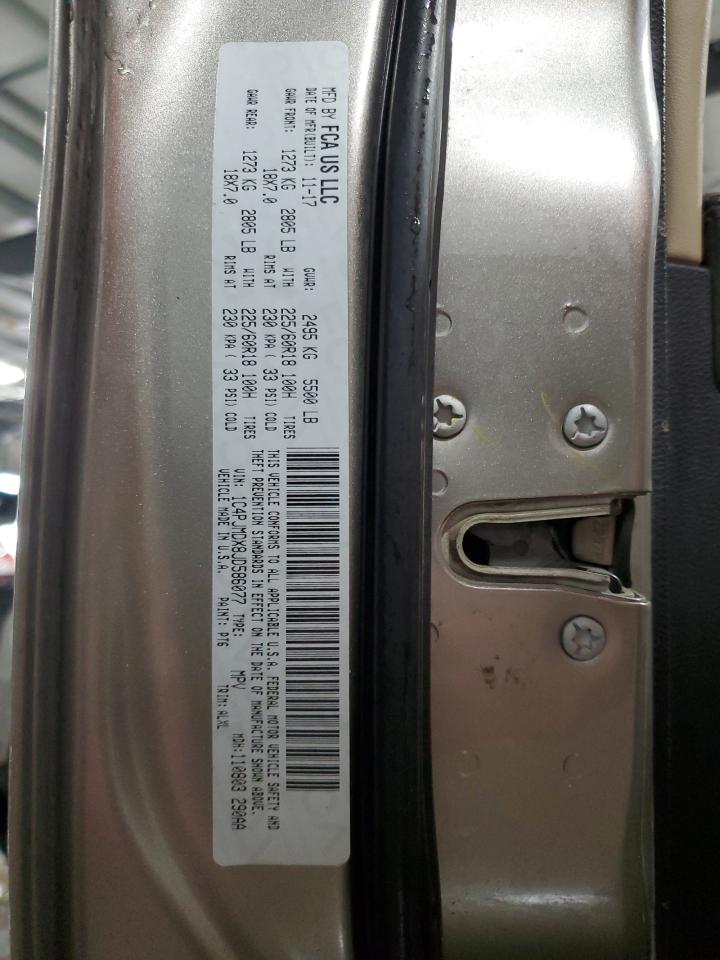 MFD BY FCA US LLC
DATE OF MFR(BUILT): 11-17 GVWR: 2495 KG 5500 LB
GAWR FRONT: 1273 KG 2805 LB WITH 225/60R18 100H TIRES
18X7.0 RIMS AT 230 KPA ( 33 PSI) COLD
GAWR REAR: 1273 KG 2805 LB WITH 225/60R18 100H TIRES
18X7.0 RIMS AT 230 KPA ( 33 PSI) COLD
THIS VEHICLE CONFORMS TO ALL APPLICABLE U.S.A. FEDERAL MOTOR VEHICLE SAFETY AND
THEFT PREVENTION STANDARDS IN EFFECT ON THE DATE OF MANUFACTURE SHOWN ABOVE.
VIN: 1C4PJMDX8JD586077 TYPE: MPV MDH:110803 290AA
VEHICLE MADE IN U.S.A. PAINT: PTG TRIM: ALXL